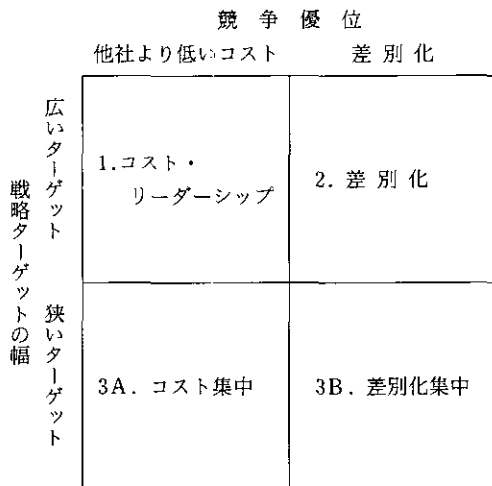 競争優位
他社より低いコスト
差別化
戦略ターゲットの幅
広いターゲット
1.コスト・
リーダーシップ
2. 差別化
狭いターゲット
3A. コスト集中
3B. 差別化集中